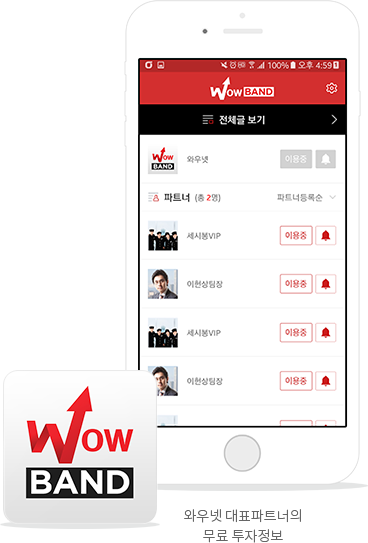 100% 오후 4:59
WOW BAND
전체글 보기
WOW
BAND
와우넷
이용중
파트너 (총 2명)
파트너등록순
세시봉VIP
이용중
이헌상팀장
이용중
세시봉VIP
이용중
이헌상팀장
이용중
WOW
BAND
와우넷 대표파트너의
무료 투자정보